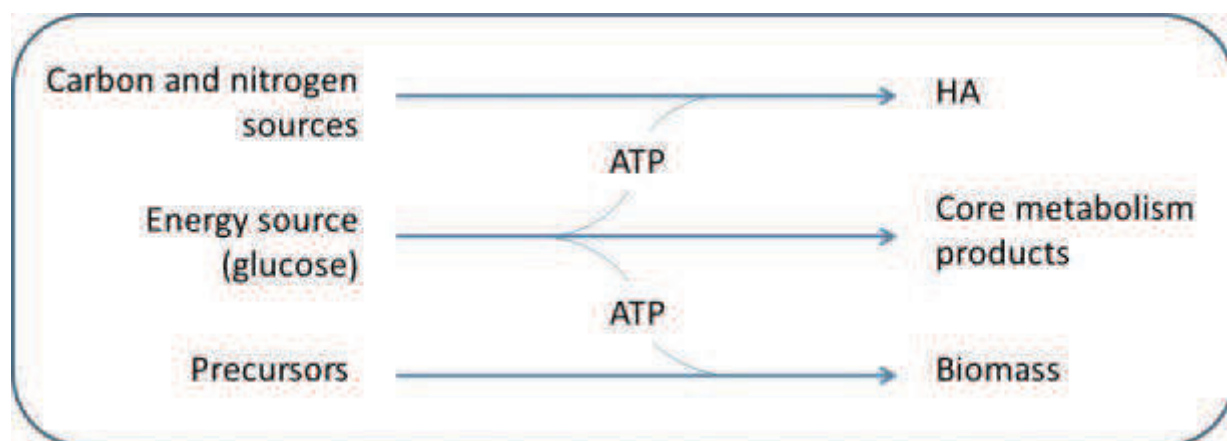 Carbon and nitrogen
sources
HA
ATP
Energy source
(glucose)
Core metabolism
products
ATP
Precursors
Biomass